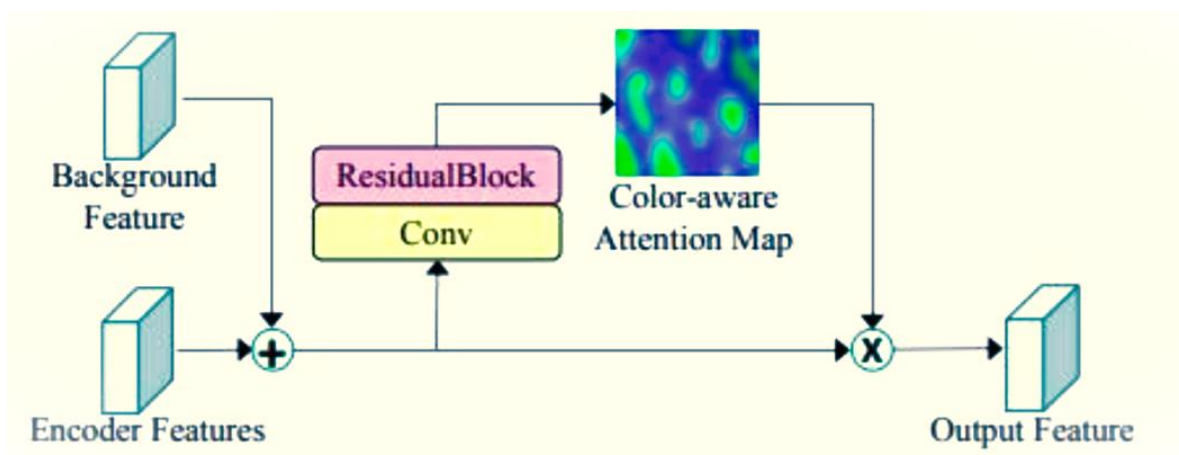 Background
Feature
ResidualBlock
Conv
Color-aware
Attention Map
+
X
Encoder Features
Output Feature